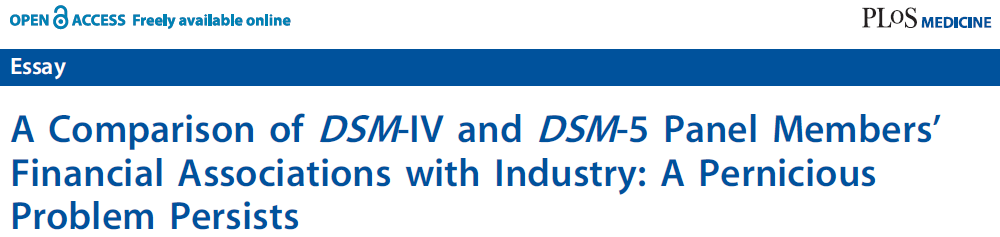 OPEN ACCESS Freely available online
PLoS MEDICINE
Essay
A Comparison of DSM-IV and DSM-5 Panel Members’
Financial Associations with Industry: A Pernicious
Problem Persists